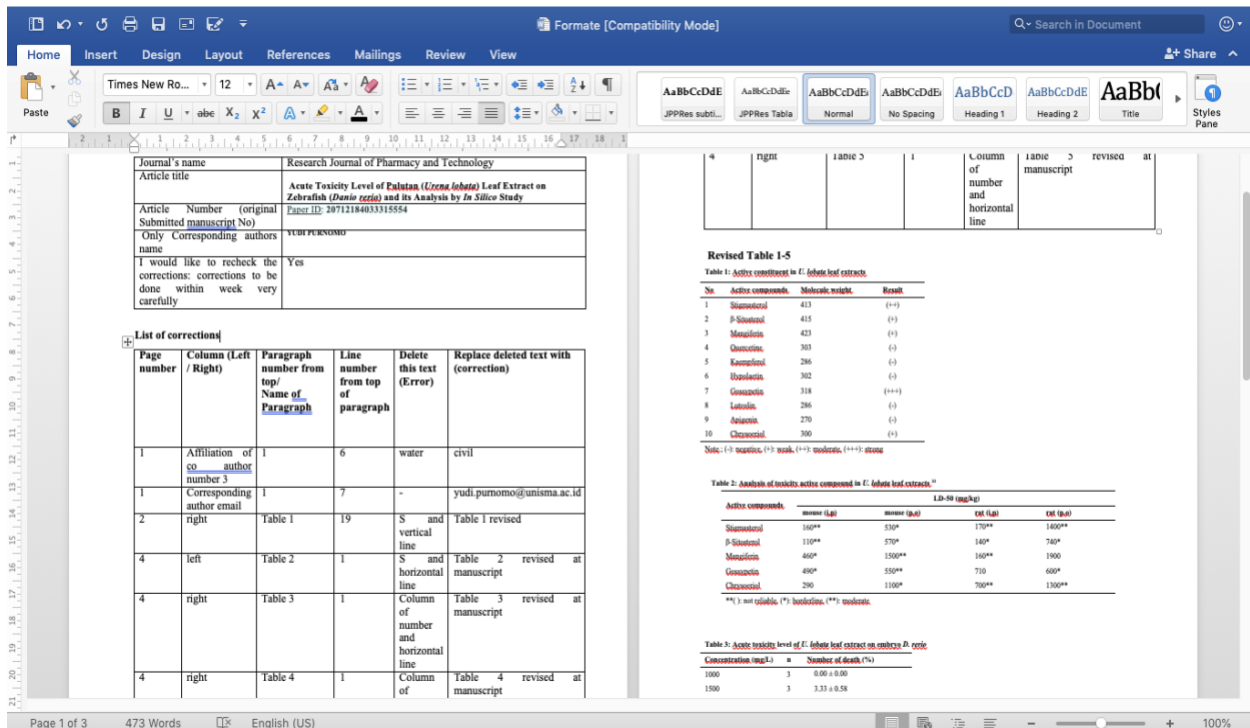 Formate [Compatibility Mode]
Search in Document
Home Insert Design Layout References Mailings Review View
Share
Paste
Times New Ro... 12
AaBbCcDdE AaBbCcDdEe AaBbCcDdEe AaBbCcDdEe AaBbCcD AaBbCcDdE AaBb(
JPPRes subti... JPPRes Tabla Normal No Spacing Heading 1 Heading 2 Title
Styles
Pane
Journal's name Research Journal of Pharmacy and Technology
Article title Acute Toxicity Level of Pulutan (Urena lobata) Leaf Extract on
Zebrafish (Danio reria) and its Analysis by In Silico Study
Article Number (original Paper ID: 20712184033315554
Submitted manuscript No)
Only Corresponding authors YUDI PURNOMO
name
I would like to recheck the Yes
corrections: corrections to be
done within week very
carefully
List of corrections
Page Column (Left Paragraph Line Delete Replace deleted text with
number / Right) number from number this text (correction)
top/ from top (Error)
Name of of
Paragraph paragraph
1 Affiliation of 1 6 water civil
co author
number 3
1 Corresponding 1 7 - yudi.purnomo@unisma.ac.id
author email
2 right Table 1 19 S and Table 1 revised
vertical
line
4 left Table 2 1 S and Table 2 revised at
horizontal manuscript
line
4 right Table 3 1 Column Table 3 revised at
of manuscript
number
and
horizontal
line
4 right Table 4 1 Column Table 4 revised at
of manuscript
4 right Table 5 1 Column Table 5 revised at
of manuscript
number
and
horizontal
line
Revised Table 1-5
Table 1: Active constituent in U. lobata leaf extracts
No Active compounds Molecule weight Result
1 Stigmasterol 413 (++)
2 β-Sitosterol 415 (+)
3 Mangiferin 423 (+)
4 Quercetine 303 (-)
5 Kaempferol 286 (-)
6 Hypolactin 302 (-)
7 Gossypetin 318 (+++)
8 Luteolin 286 (-)
9 Apigenin 270 (-)
10 Chrysoeriol 300 (+)
Note.: (-): negative, (+): weak, (++): moderate, (+++): strong
Table 2: Analysis of toxicity active compound in U. lobata leaf extracts.
Active compounds LD-50 (mg/kg)
mouse (i.p) mouse (p.o) rat (i.p) rat (p.o)
Stigmasterol 160** 530* 170** 1400**
β-Sitosterol 110** 570* 140* 740*
Mangiferin 460* 1500** 160** 1900
Gossypetin 490* 550** 710 600*
Chrysoeriol 290 1100* 700** 1300**
**( ): not reliable, (*): borderline, (**): moderate
Table 3: Acute toxicity level of U. lobata leaf extract on embryo D. rerio
Concentration (mg/L) n Number of death (%)
1000 3 0.00 ± 0.00
1500 3 3.33 ± 0.58
Page 1 of 3 473 Words English (US) 100%